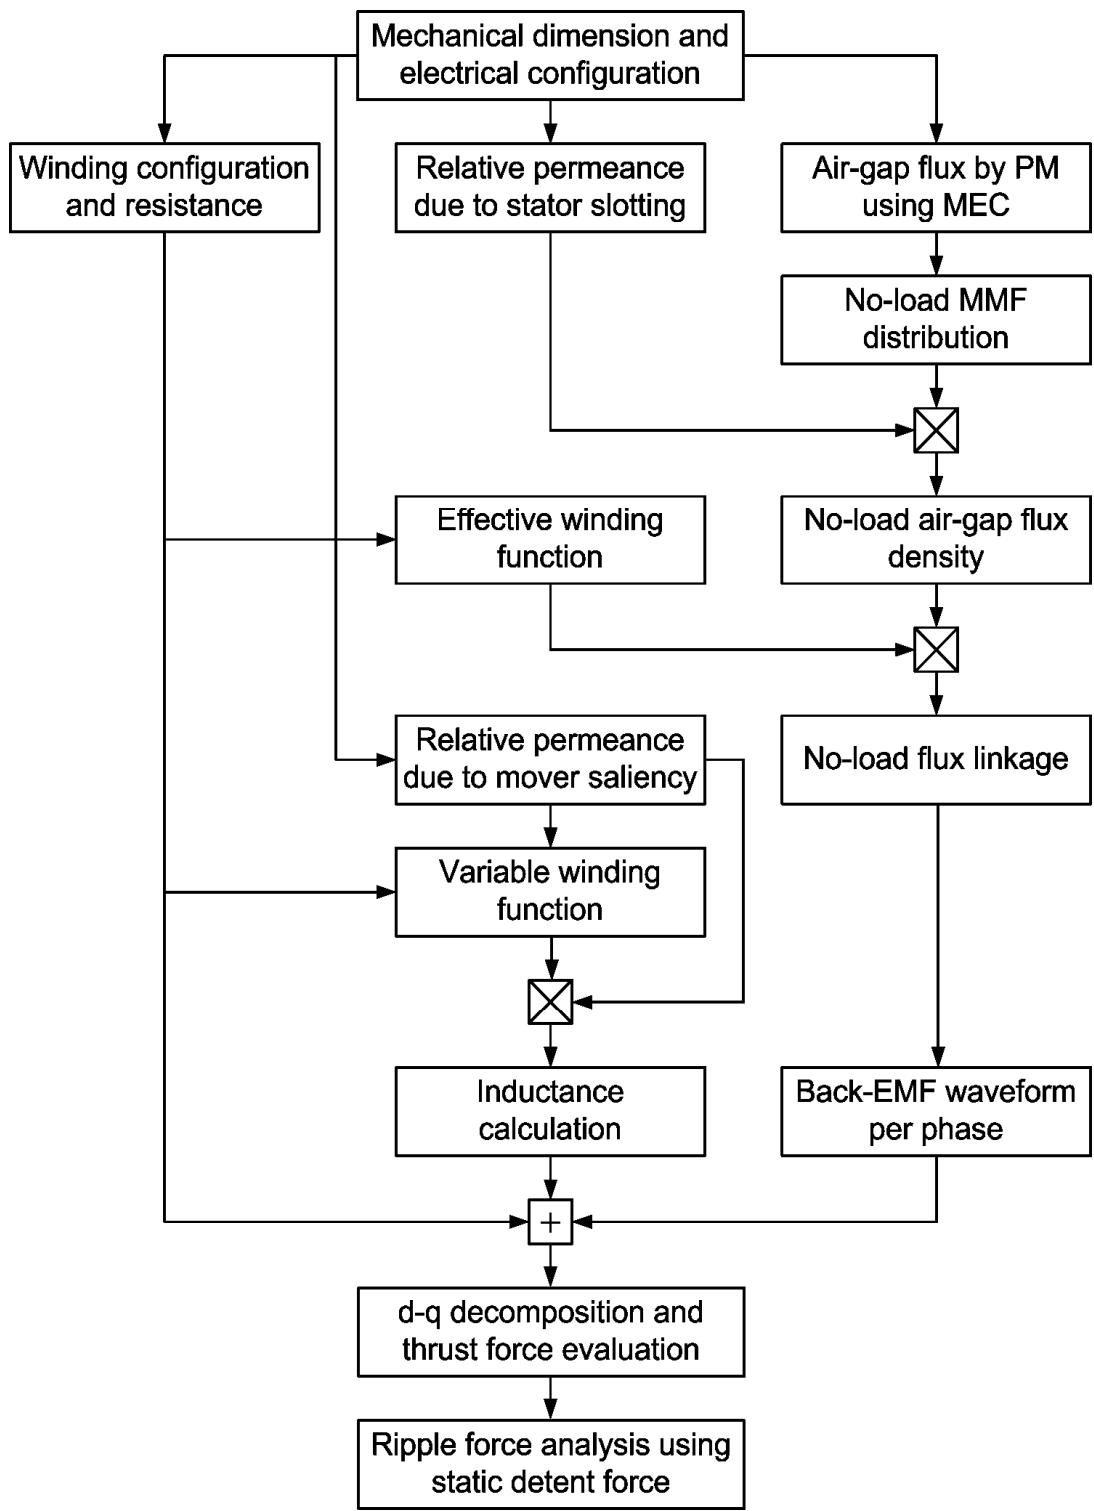 Mechanical dimension and
electrical configuration
Winding configuration
and resistance
Relative permeance
due to stator slotting
Air-gap flux by PM
using MEC
No-load MMF
distribution
Effective winding
function
No-load air-gap flux
density
Relative permeance
due to mover saliency
No-load flux linkage
Variable winding
function
Inductance
calculation
Back-EMF waveform
per phase
+
d-q decomposition and
thrust force evaluation
Ripple force analysis using
static detent force